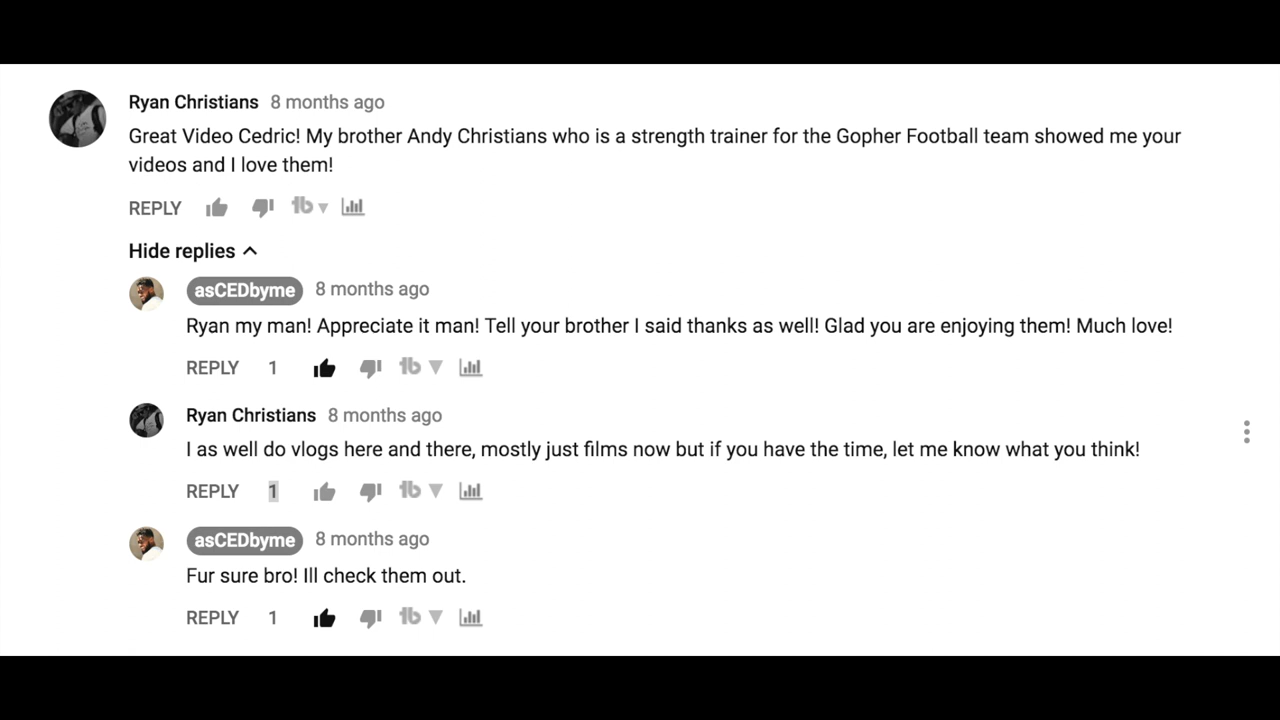 Ryan Christians 8 months ago
Great Video Cedric! My brother Andy Christians who is a strength trainer for the Gopher Football team showed me your
videos and I love them!
REPLY tb
Hide replies
asCEDbyme 8 months ago
Ryan my man! Appreciate it man! Tell your brother I said thanks as well! Glad you are enjoying them! Much love!
REPLY 1 tb
Ryan Christians 8 months ago
I as well do vlogs here and there, mostly just films now but if you have the time, let me know what you think!
REPLY 1 tb
asCEDbyme 8 months ago
Fur sure bro! Ill check them out.
REPLY 1 tb